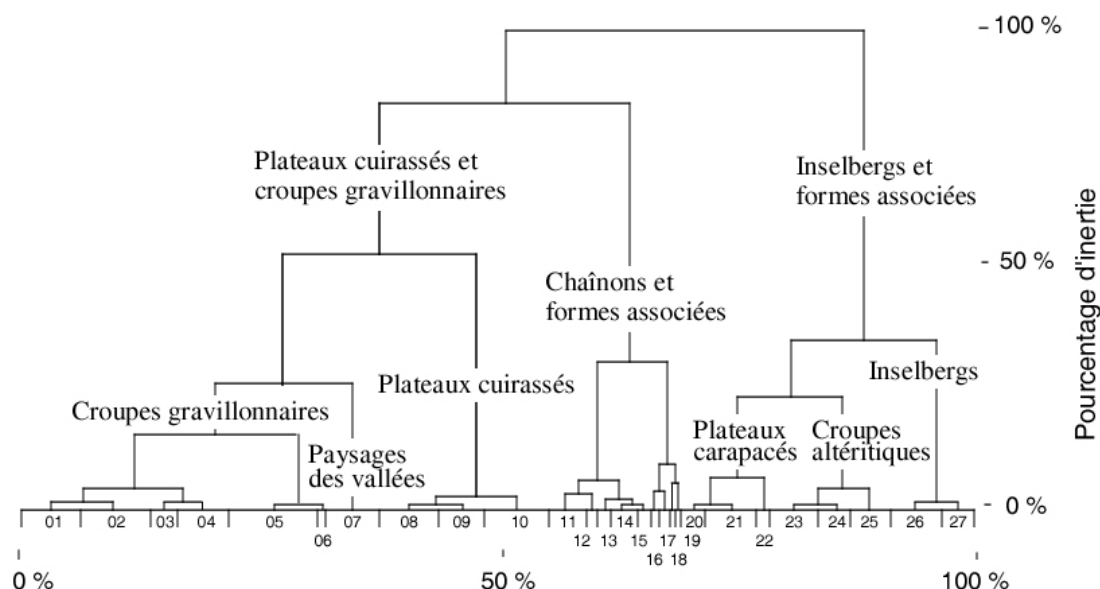 100 %
Plateaux cuirassés et
croupes gravillonnaires
Inselbergs et
formes associées
50 %
Pourcentage d'inertie
Chaînons et
formes associées
Plateaux cuirassés
Inselbergs
Croupes gravillonnaires
Paysages
des vallées
Plateaux
carapacés
Croupes
altéritiques
0 %
01 02 03 04 05 07 08 09 10 11 14 17 20 21 23 24 25 26 27
06 12 13 15 19 22
16 18
0 % 50 % 100 %